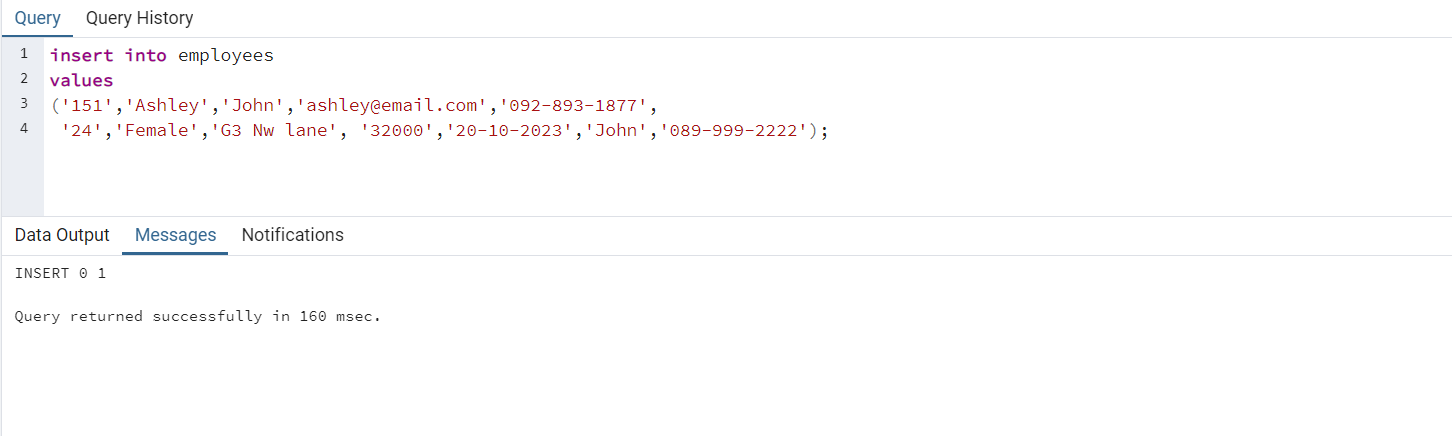 Query Query History
1 insert into employees
2 values
3 ('151','Ashley','John','ashley@email.com','092-893-1877',
4 '24','Female','G3 Nw lane', '32000','20-10-2023','John','089-999-2222');
Data Output Messages Notifications
INSERT 0 1
Query returned successfully in 160 msec.